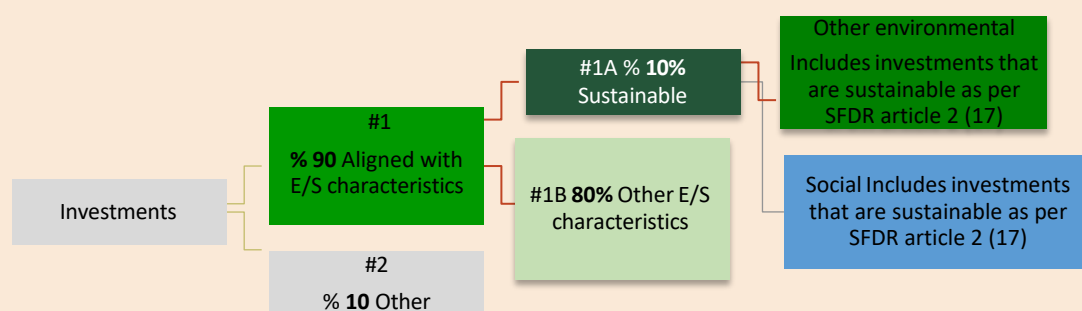 Investments
#1
% 90 Aligned with
E/S characteristics
#2
% 10 Other
#1A % 10%
Sustainable
#1B 80% Other E/S
characteristics
Other environmental
Includes investments that
are sustainable as per
SFDR article 2 (17)
Social Includes investments
that are sustainable as per
SFDR article 2 (17)